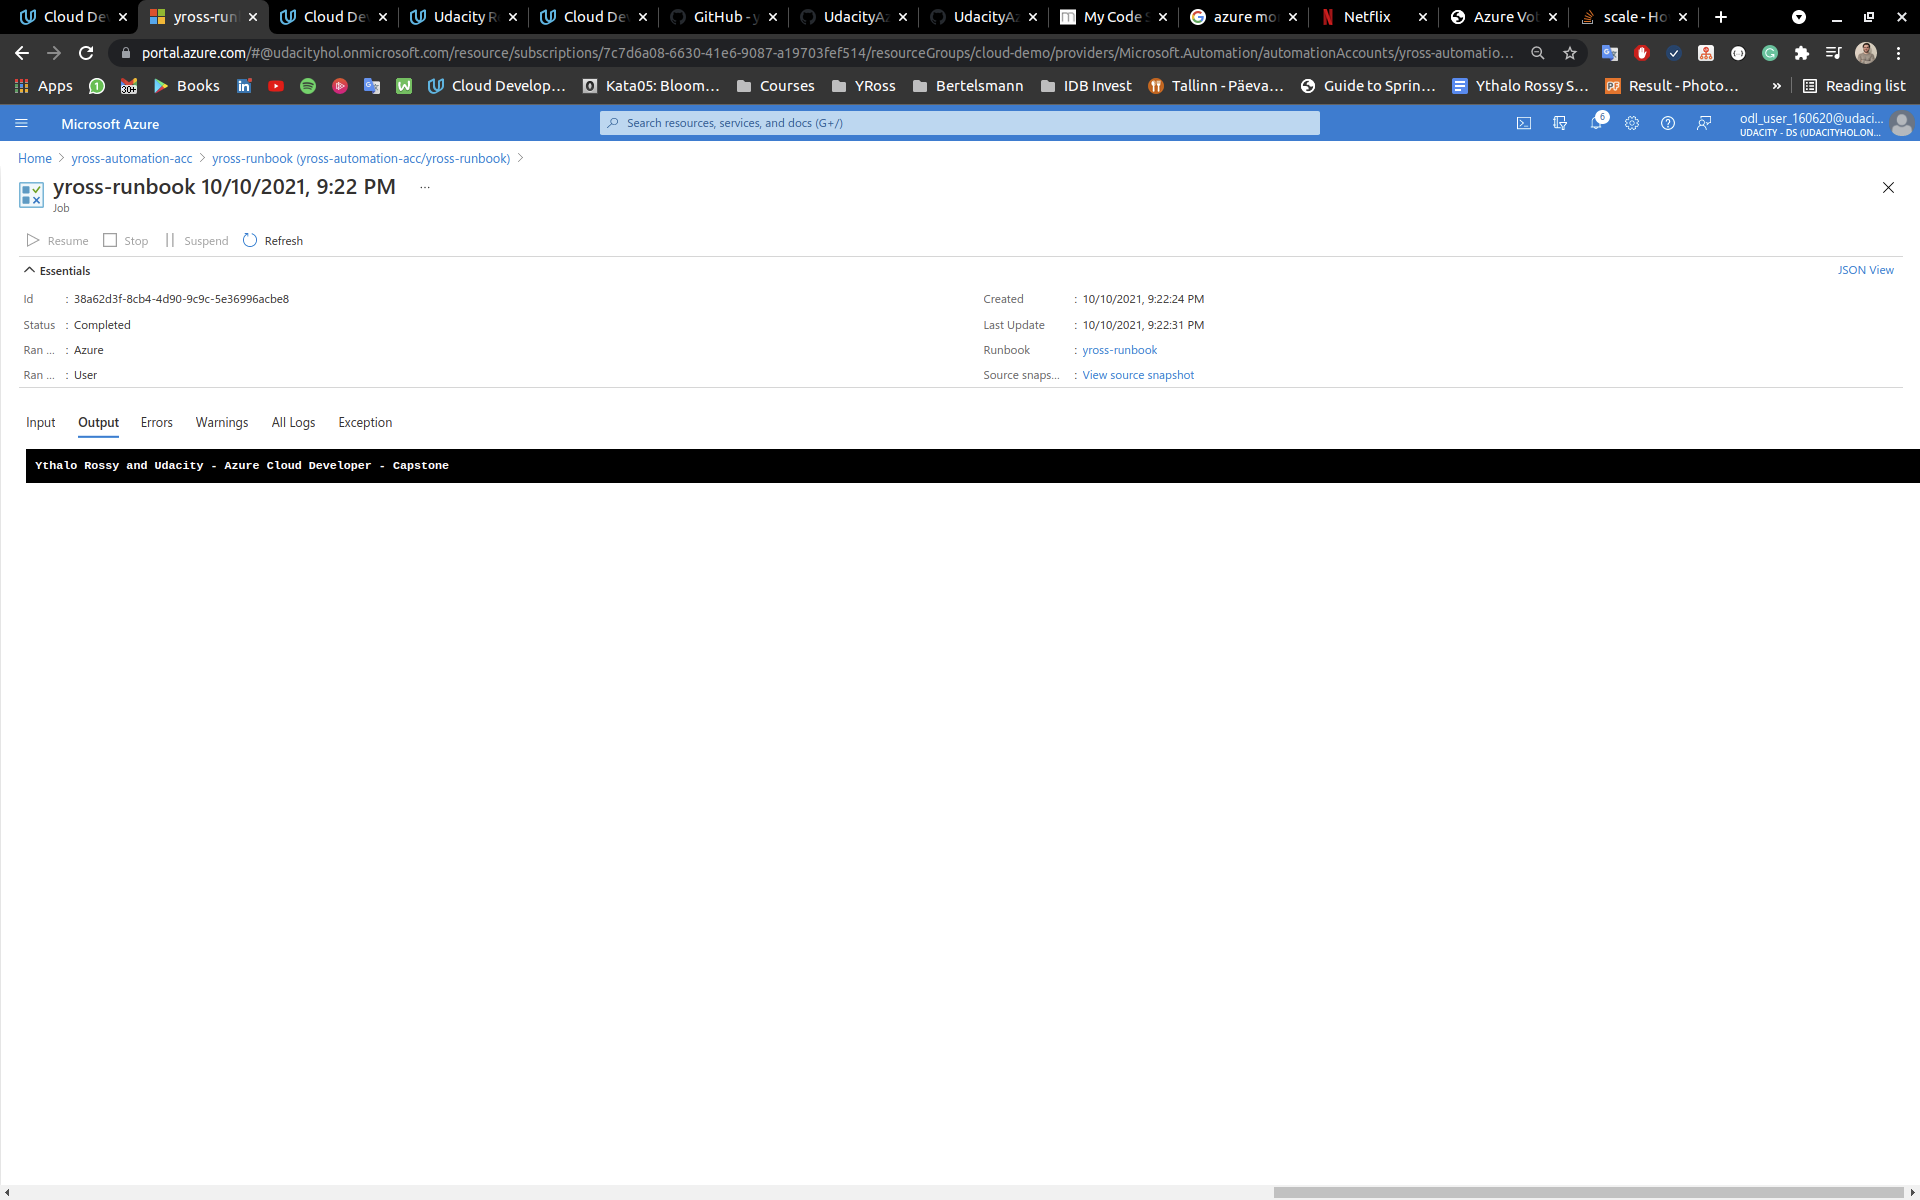 Cloud De
yross-run
Cloud De
Udacity R
Cloud De
GitHub - y
UdacityAz
UdacityAz
My Code S
azure mo
Netflix
Azure Vo
scale - Ho
portal.azure.com/#@udacityhol.onmicrosoft.com/resource/subscriptions/7c7d6a08-6630-41e6-9087-a19703fef514/resourceGroups/cloud-demo/providers/Microsoft.Automation/automationAccounts/yross-automatio...
Apps
Books
Cloud Develop...
Kata05: Bloom...
Courses
YRoss
Bertelsmann
IDB Invest
Tallinn - Päeva...
Guide to Sprin...
Ythalo Rossy S...
Result - Photo...
»
Reading list
Microsoft Azure
Search resources, services, and docs (G+/)
6
odl_user_160620@udaci...
UDACITY - DS (UDACITYHOL.ON...
Home > yross-automation-acc > yross-runbook (yross-automation-acc/yross-runbook) >
yross-runbook 10/10/2021, 9:22 PM ...
Job
Resume
Stop
Suspend
Refresh
Essentials
JSON View
Id : 38a62d3f-8cb4-4d90-9c9c-5e36996acbe8
Created : 10/10/2021, 9:22:24 PM
Status : Completed
Last Update : 10/10/2021, 9:22:31 PM
Ran ... : Azure
Runbook : yross-runbook
Ran ... : User
Source snaps... : View source snapshot
Input
Output
Errors
Warnings
All Logs
Exception
Ythalo Rossy and Udacity - Azure Cloud Developer - Capstone